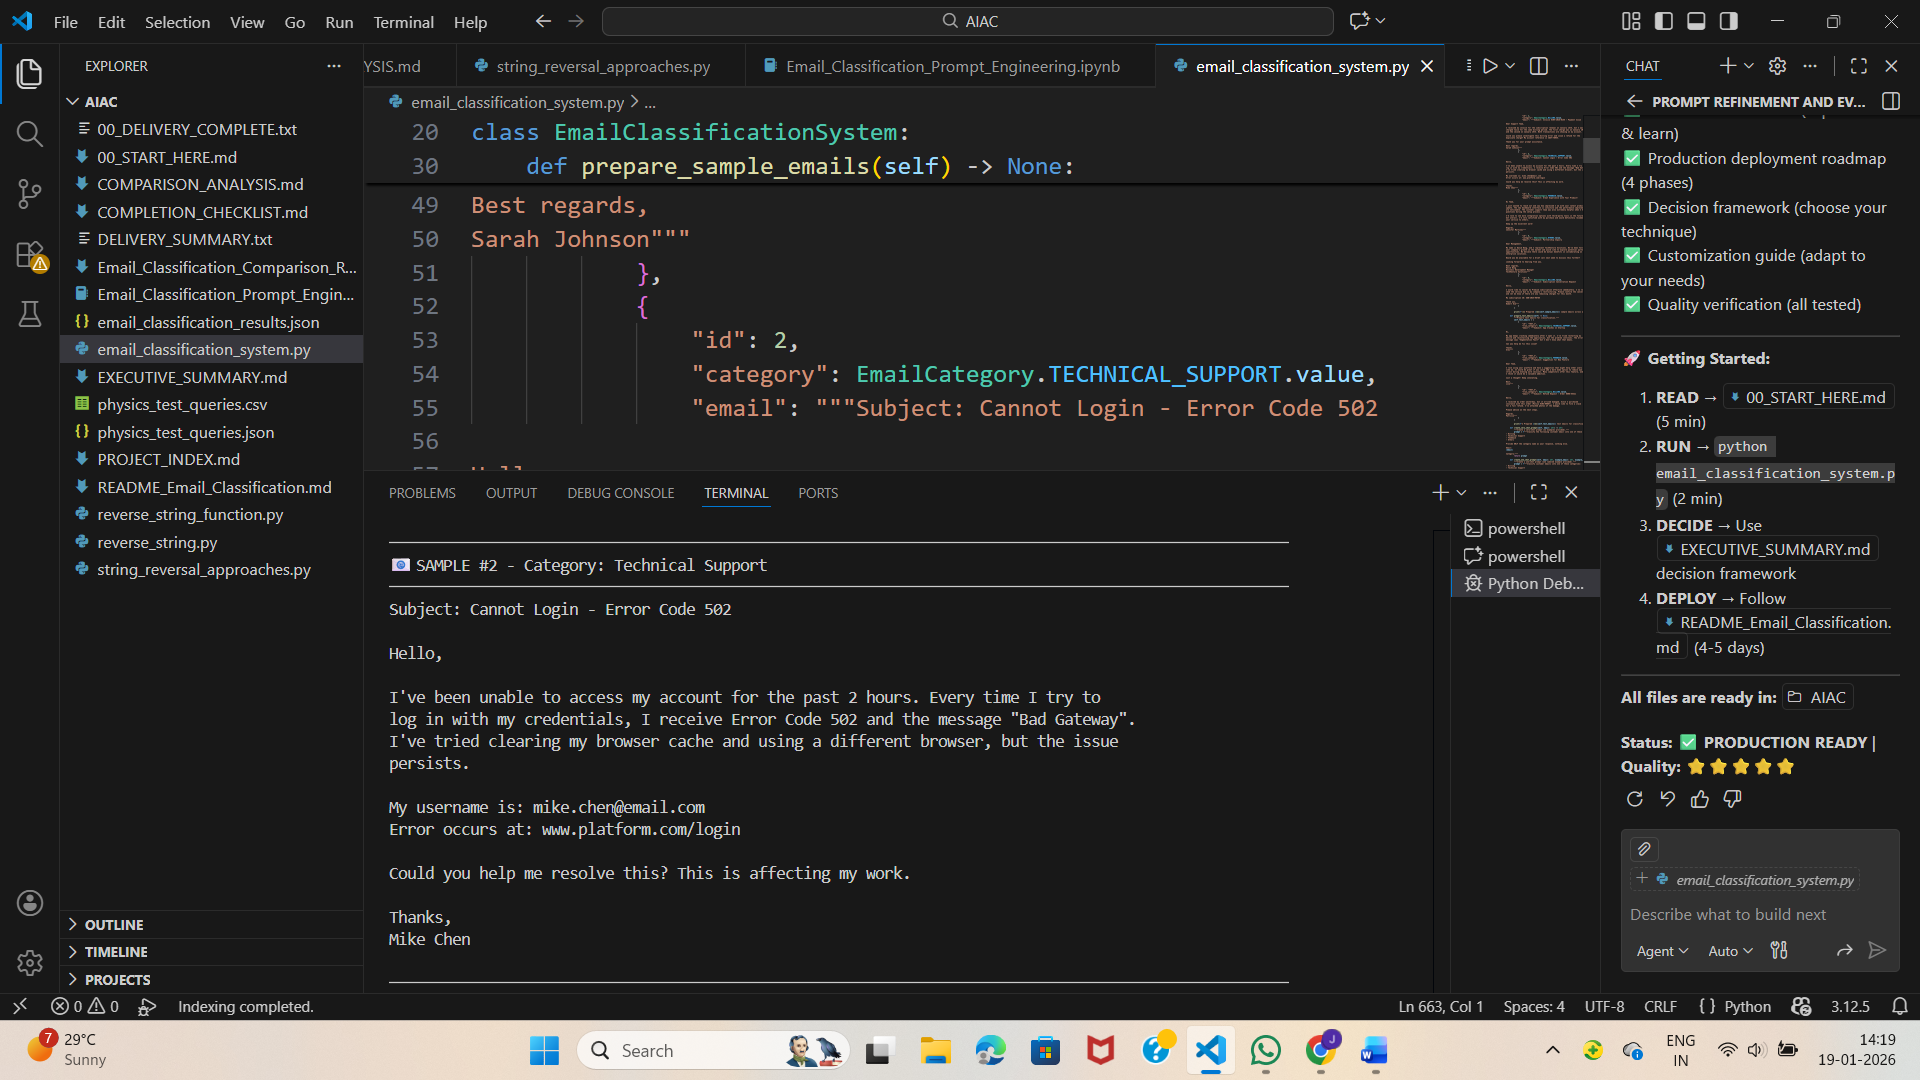 File Edit Selection View Go Run Terminal Help
AIAC
EXPLORER
AIAC
00_DELIVERY_COMPLETE.txt
00_START_HERE.md
COMPARISON_ANALYSIS.md
COMPLETION_CHECKLIST.md
DELIVERY_SUMMARY.txt
Email_Classification_Comparison_R...
Email_Classification_Prompt_Engin...
email_classification_results.json
email_classification_system.py
EXECUTIVE_SUMMARY.md
physics_test_queries.csv
physics_test_queries.json
PROJECT_INDEX.md
README_Email_Classification.md
reverse_string_function.py
reverse_string.py
string_reversal_approaches.py
OUTLINE
TIMELINE
PROJECTS
YSIS.md
string_reversal_approaches.py
Email_Classification_Prompt_Engineering.ipynb
email_classification_system.py
email_classification_system.py > ...
20 class EmailClassificationSystem:
30 def prepare_sample_emails(self) -> None:
49 Best regards,
50 Sarah Johnson"""
51 },
52 {
53 "id": 2,
54 "category": EmailCategory.TECHNICAL_SUPPORT.value,
55 "email": """Subject: Cannot Login - Error Code 502
56
PROBLEMS OUTPUT DEBUG CONSOLE TERMINAL PORTS
SAMPLE #2 - Category: Technical Support
Subject: Cannot Login - Error Code 502
Hello,
I've been unable to access my account for the past 2 hours. Every time I try to
log in with my credentials, I receive Error Code 502 and the message "Bad Gateway".
I've tried clearing my browser cache and using a different browser, but the issue
persists.
My username is: mike.chen@email.com
Error occurs at: www.platform.com/login
Could you help me resolve this? This is affecting my work.
Thanks,
Mike Chen
powershell
powershell
Python Deb...
CHAT
PROMPT REFINEMENT AND EV...
& learn)
✅ Production deployment roadmap
(4 phases)
✅ Decision framework (choose your
technique)
✅ Customization guide (adapt to
your needs)
✅ Quality verification (all tested)
🚀 Getting Started:
1. READ → 00_START_HERE.md
(5 min)
2. RUN → python
email_classification_system.p
y (2 min)
3. DECIDE → Use
EXECUTIVE_SUMMARY.md
decision framework
4. DEPLOY → Follow
README_Email_Classification.
md (4-5 days)
All files are ready in: AIAC
Status: ✅ PRODUCTION READY |
Quality: ⭐⭐⭐⭐⭐
email_classification_system.py
Describe what to build next
Agent Auto
0 0 Indexing completed.
Ln 663, Col 1 Spaces: 4 UTF-8 CRLF { } Python 3.12.5
7
29°C
Sunny
Search
J
ENG
IN
14:19
19-01-2026